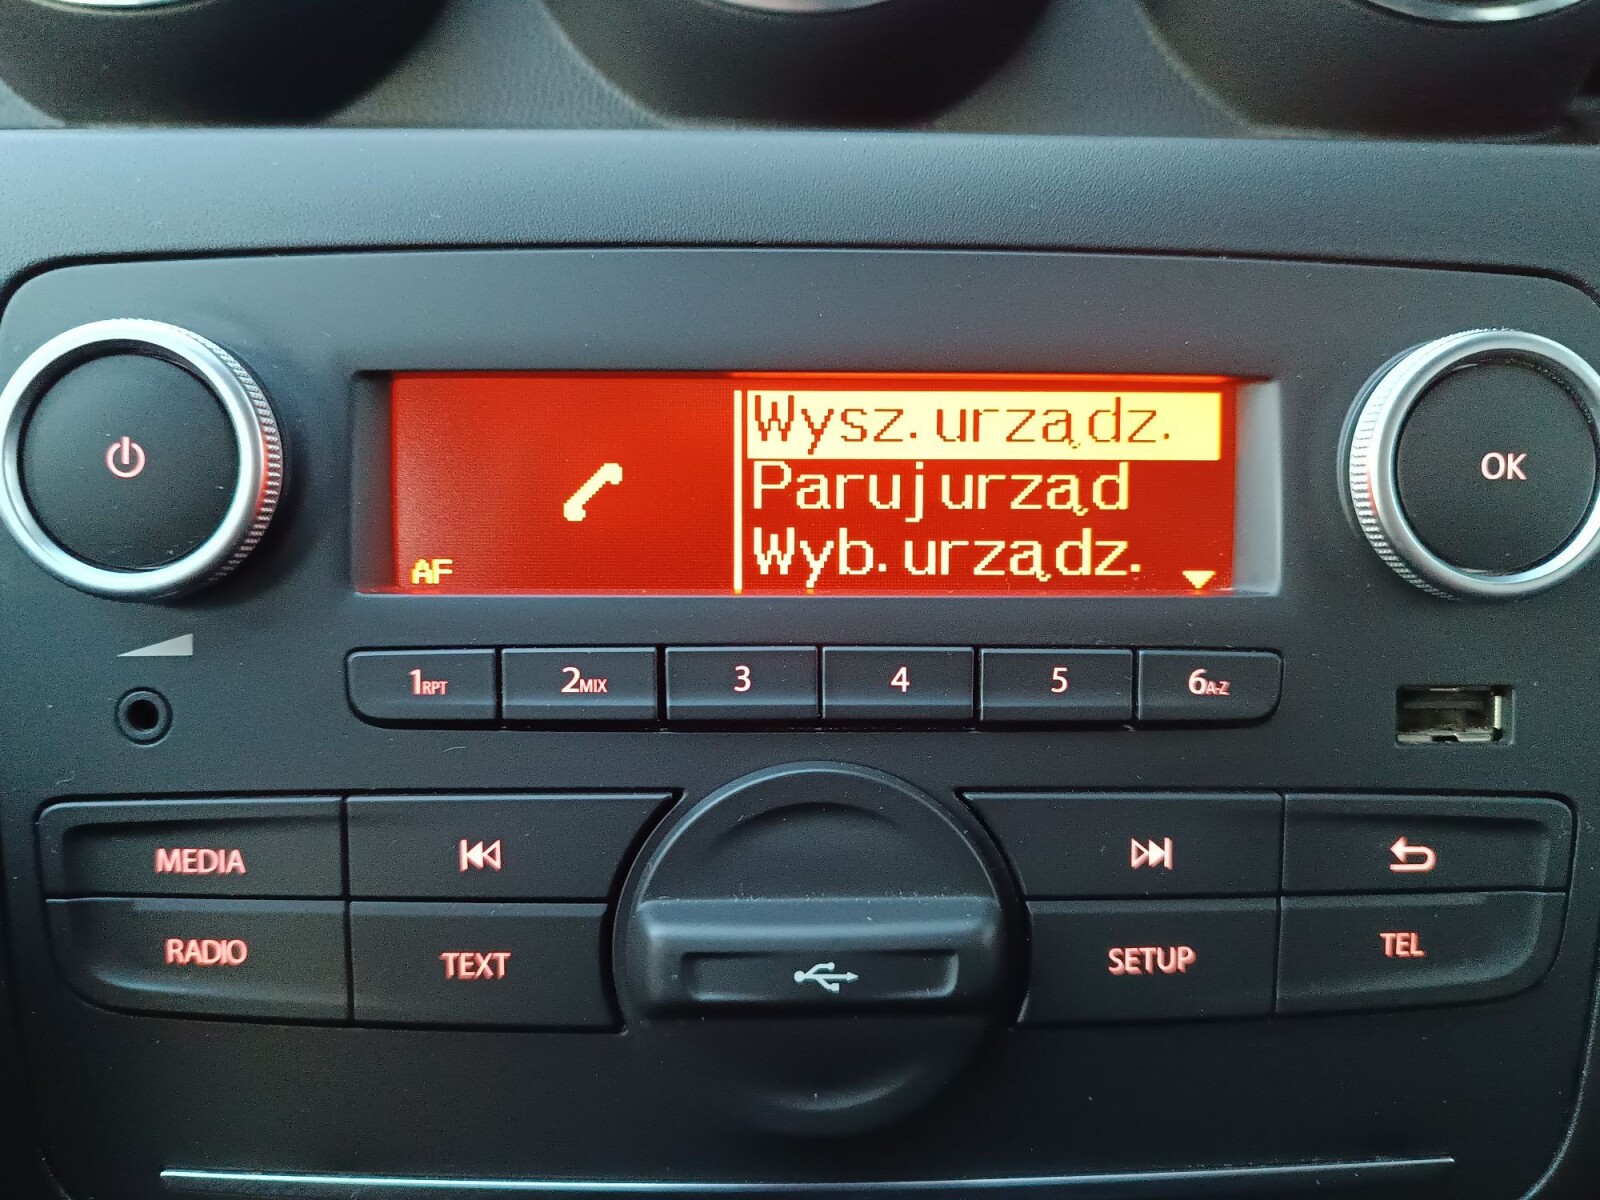 Wysz. urządz.
Paruj urząd
Wyb. urządz.
AF
OK
1RPT
2MIX
3
4
5
6A-Z
MEDIA
RADIO
TEXT
SETUP
TEL